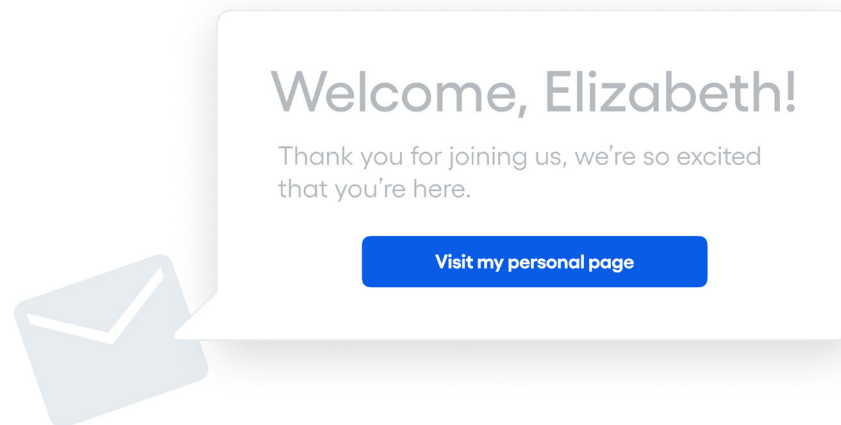 Welcome, Elizabeth!
Thank you for joining us, we’re so excited
that you’re here.
Visit my personal page